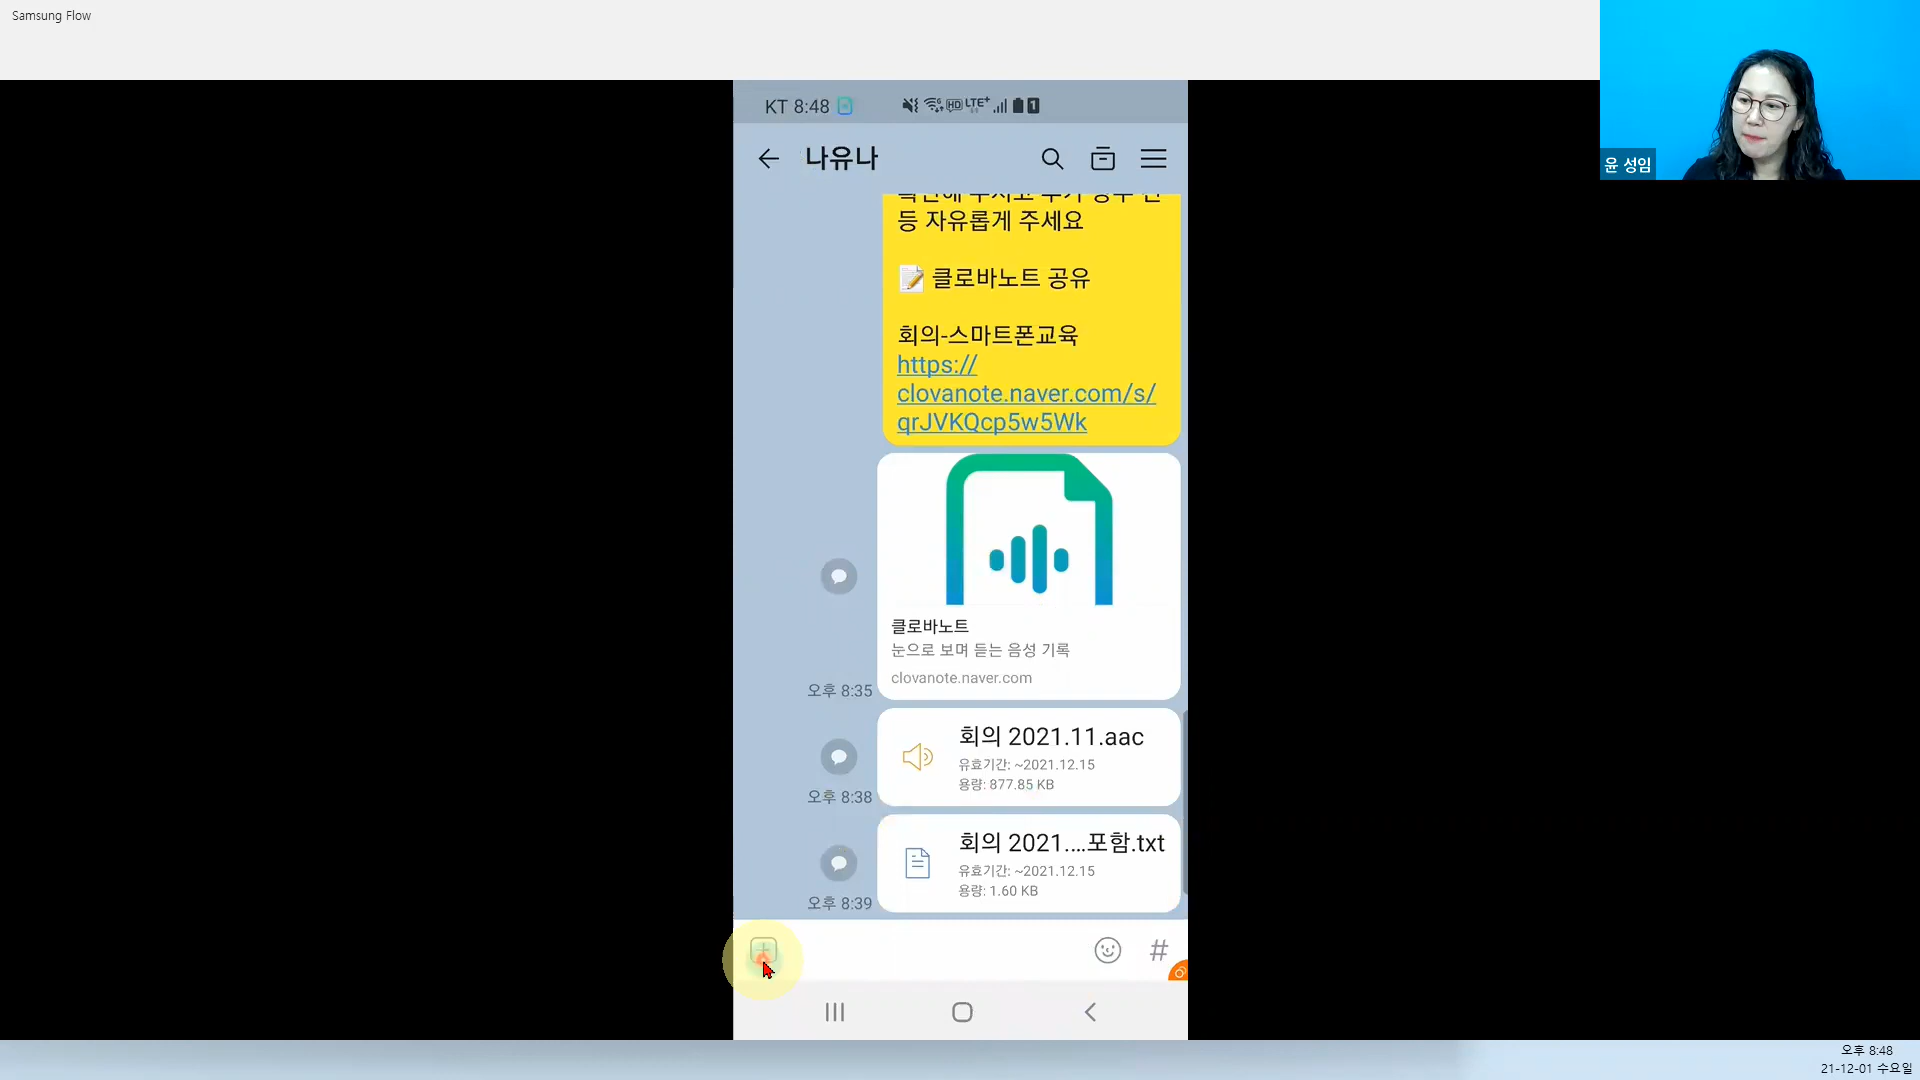 Samsung Flow
윤 성임
KT 8:48
HD LTE+
1
나유나
등 자유롭게 주세요
클로바노트 공유
회의-스마트폰교육
https://
clovanote.naver.com/s/
qrJVKQcp5w5Wk
클로바노트
눈으로 보며 듣는 음성 기록
clovanote.naver.com
오후 8:35
회의 2021.11.aac
유효기간: ~2021.12.15
용량: 877.85 KB
오후 8:38
회의 2021.…포함.txt
유효기간: ~2021.12.15
용량: 1.60 KB
오후 8:39
#
오후 8:48
21-12-01 수요일